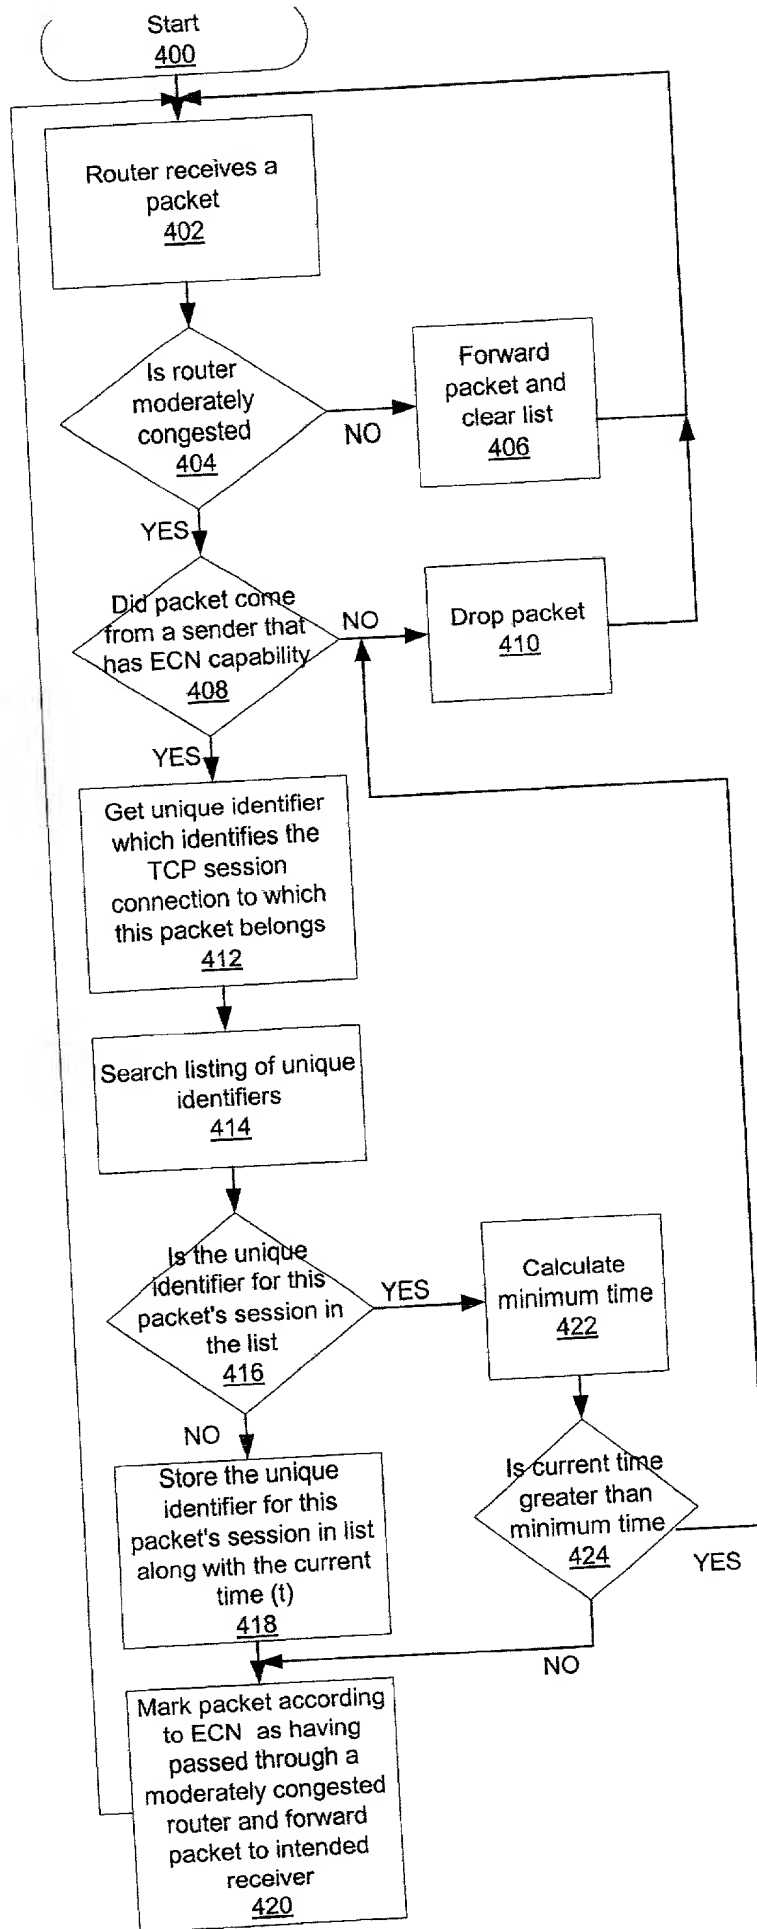 Start
400
Router receives a
packet
402
Is router
moderately
congested
404
NO
Forward
packet and
clear list
406
YES
Did packet come
from a sender that
has ECN capability
408
NO
Drop packet
410
YES
Get unique identifier
which identifies the
TCP session
connection to which
this packet belongs
412
Search listing of unique
identifiers
414
Is the unique
identifier for this
packet's session in
the list
416
YES
Calculate
minimum time
422
NO
Is current time
greater than
minimum time
424
YES
NO
Store the unique
identifier for this
packet's session in list
along with the current
time (t)
418
Mark packet according
to ECN as having
passed through a
moderately congested
router and forward
packet to intended
receiver
420